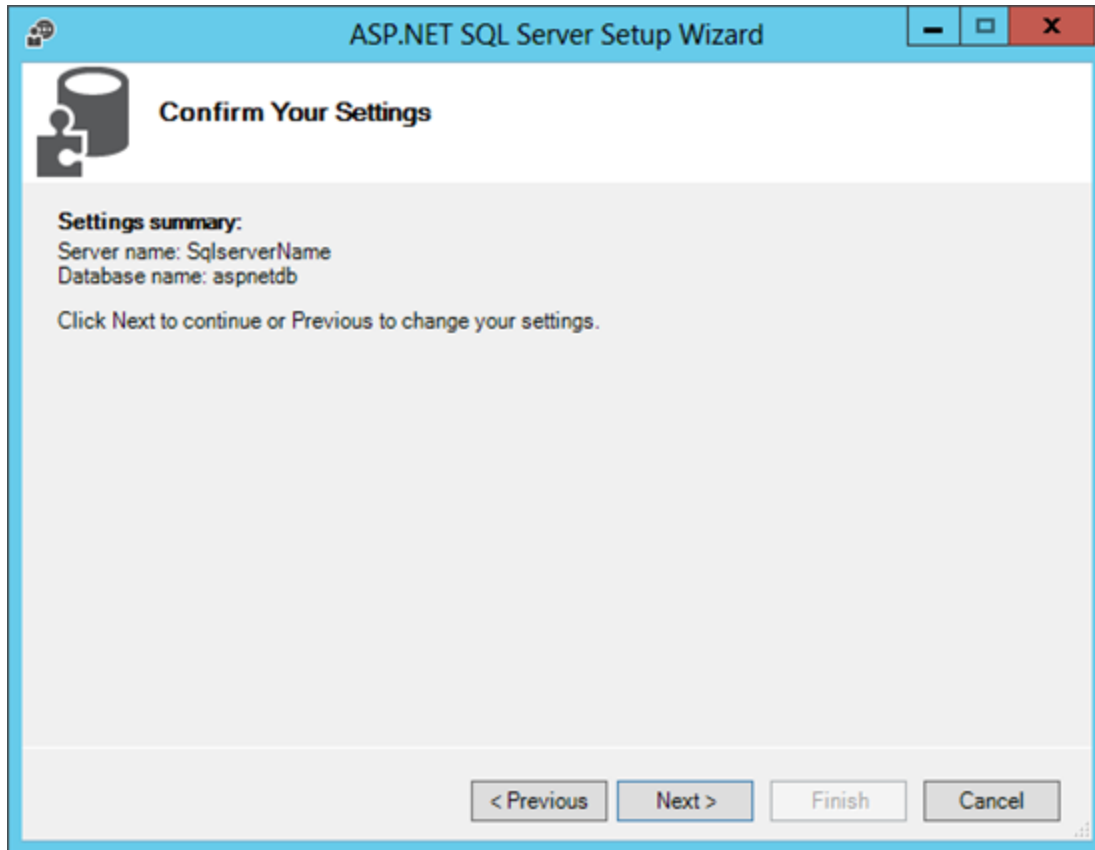 ASP.NET SQL Server Setup Wizard
Confirm Your Settings
Settings summary:
Server name: SqlserverName
Database name: aspnetdb
Click Next to continue or Previous to change your settings.
< Previous
Next >
Finish
Cancel